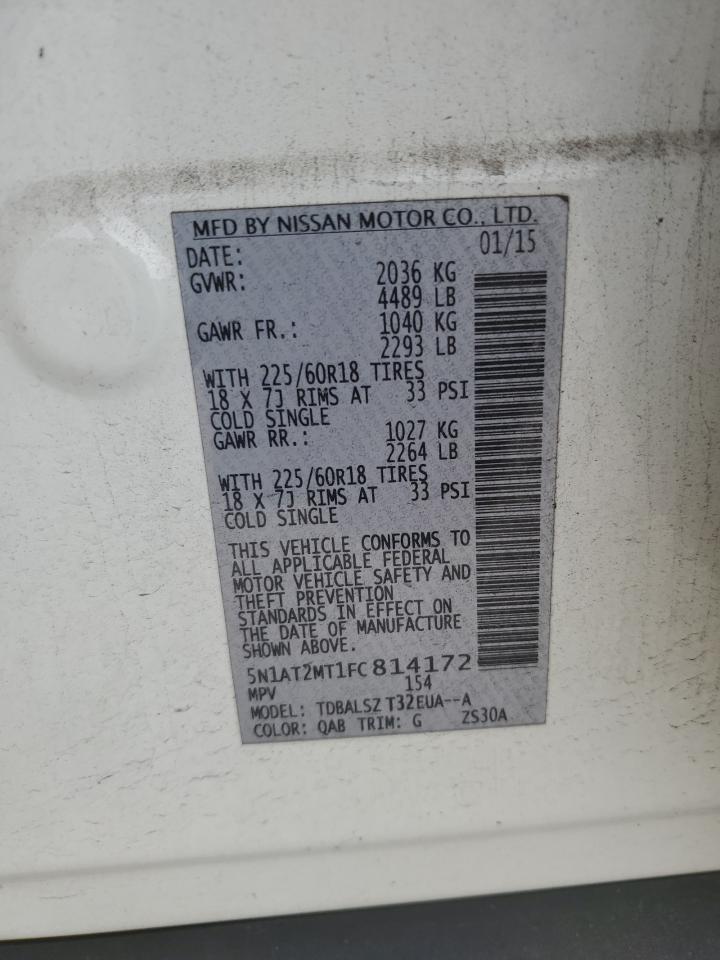 MFD BY NISSAN MOTOR CO., LTD.
DATE: 01/15
GVWR: 2036 KG
4489 LB
GAWR FR.: 1040 KG
2293 LB
WITH 225/60R18 TIRES
18 X 7J RIMS AT 33 PSI
COLD SINGLE
GAWR RR.: 1027 KG
2264 LB
WITH 225/60R18 TIRES
18 X 7J RIMS AT 33 PSI
COLD SINGLE
THIS VEHICLE CONFORMS TO
ALL APPLICABLE FEDERAL
MOTOR VEHICLE SAFETY AND
THEFT PREVENTION
STANDARDS IN EFFECT ON
THE DATE OF MANUFACTURE
SHOWN ABOVE.
5N1AT2MT1FC814172
MPV 154
MODEL: TDBALSZ T32EUA--A
COLOR: QAB TRIM: G ZS30A